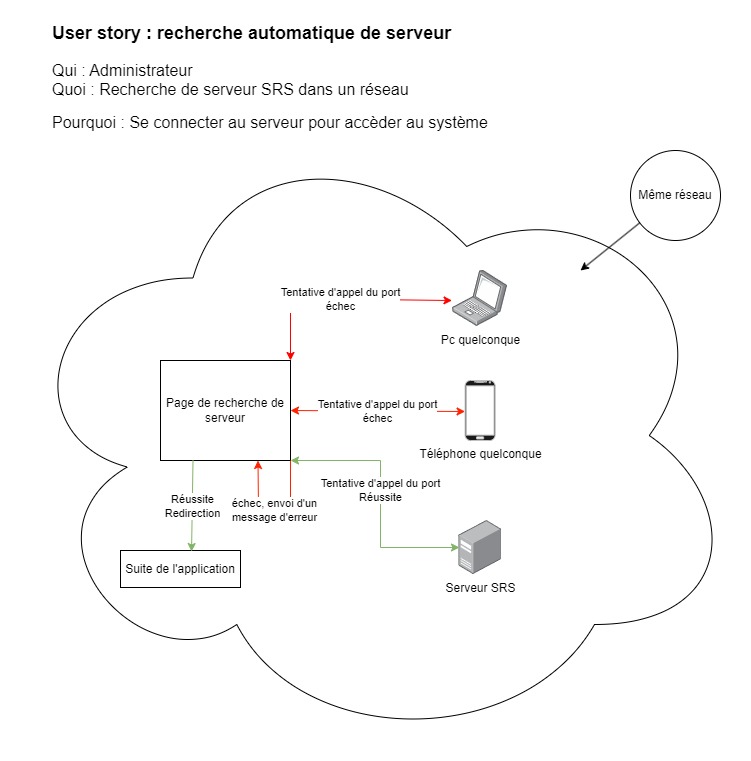 User story : recherche automatique de serveur
Qui : Administrateur
Quoi : Recherche de serveur SRS dans un réseau
Pourquoi : Se connecter au serveur pour accèder au système
Même réseau
Tentative d'appel du port
échec
Pc quelconque
Page de recherche de
serveur
Tentative d'appel du port
échec
Téléphone quelconque
Tentative d'appel du port
Réussite
Réussite
Redirection
échec, envoi d'un
message d'erreur
Suite de l'application
Serveur SRS